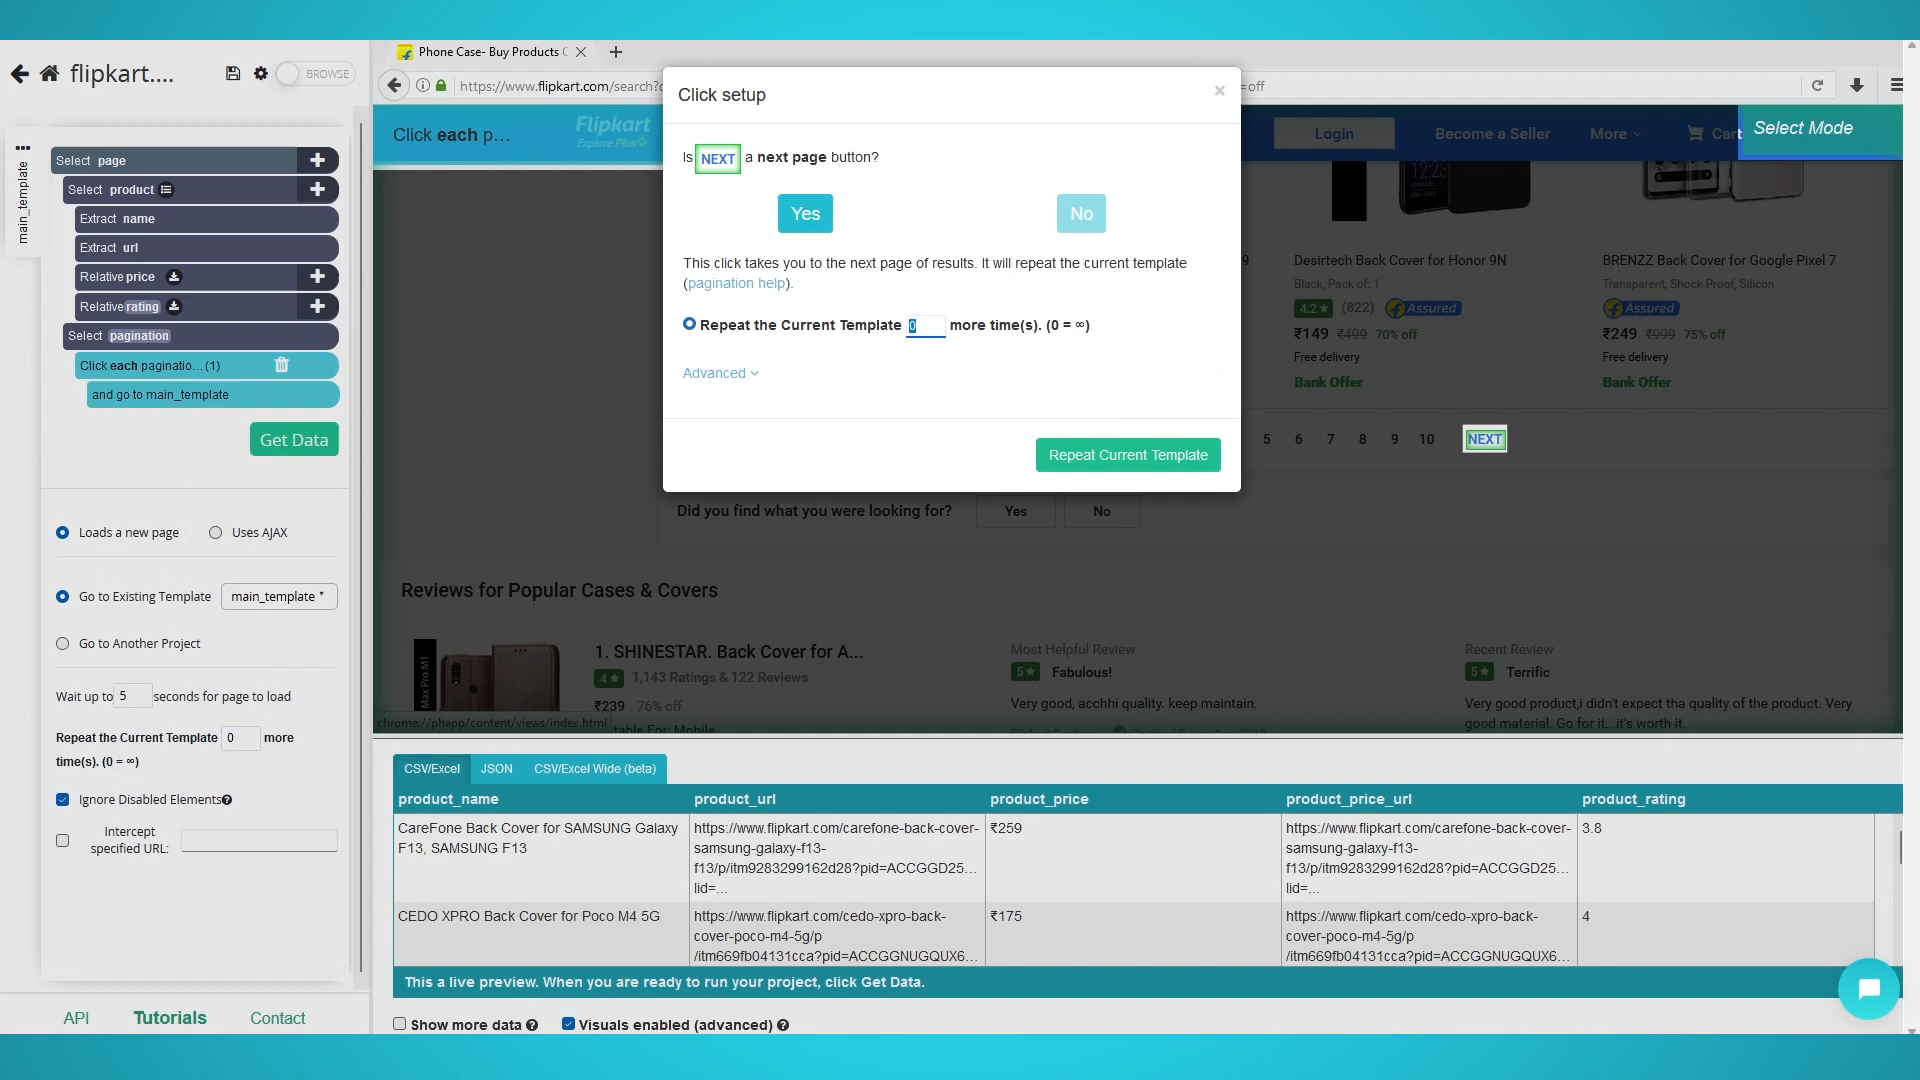 flipkart....
BROWSE
main_template
Select page
Select product
Extract name
Extract url
Relative price
Relative rating
Select pagination
Click each paginatio... (1)
and go to main_template
Get Data
Loads a new page
Uses AJAX
Go to Existing Template
main_template
Go to Another Project
Wait up to 5 seconds for page to load
Repeat the Current Template 0 more
time(s). (0 = ∞)
Ignore Disabled Elements
Intercept
specified URL:
API
Tutorials
Contact
Phone Case- Buy Products
https://www.flipkart.com/search?
=off
Click each p...
Flipkart
Explore Plus
Login
Become a Seller
More
Cart
Select Mode
Click setup
Is NEXT a next page button?
Yes
No
This click takes you to the next page of results. It will repeat the current template
(pagination help).
Repeat the Current Template 0 more time(s). (0 = ∞)
Advanced
Repeat Current Template
9
Desirtech Back Cover for Honor 9N
Black, Pack of: 1
4.2★ (822) Assured
₹149 ₹499 70% off
Free delivery
Bank Offer
BRENZZ Back Cover for Google Pixel 7
Transparent, Shock Proof, Silicon
Assured
₹249 ₹999 75% off
Free delivery
Bank Offer
5 6 7 8 9 10 NEXT
Did you find what you were looking for?
Yes
No
Reviews for Popular Cases & Covers
Max Pro M1
1. SHINESTAR. Back Cover for A...
4★ 1,143 Ratings & 122 Reviews
₹239 76% off
table For: Mobile
chrome://phapp/content/views/index.html
Most Helpful Review
5★ Fabulous!
Very good, acchhi quality. keep maintain.
Recent Review
5★ Terrific
Very good product,i didn't expect tha quality of the product. Very
good material. Go for it...it's worth it.
CSV/Excel
JSON
CSV/Excel Wide (beta)
product_name product_url product_price product_price_url product_rating
CareFone Back Cover for SAMSUNG Galaxy
F13, SAMSUNG F13
https://www.flipkart.com/carefone-back-cover-
samsung-galaxy-f13-
f13/p/itm9283299162d28?pid=ACCGGD25...
lid=...
₹259
https://www.flipkart.com/carefone-back-cover-
samsung-galaxy-f13-
f13/p/itm9283299162d28?pid=ACCGGD25...
lid=...
3.8
CEDO XPRO Back Cover for Poco M4 5G
https://www.flipkart.com/cedo-xpro-back-
cover-poco-m4-5g/p
/itm669fb04131cca?pid=ACCGGNUGQUX6...
₹175
https://www.flipkart.com/cedo-xpro-back-
cover-poco-m4-5g/p
/itm669fb04131cca?pid=ACCGGNUGQUX6...
4
This a live preview. When you are ready to run your project, click Get Data.
Show more data
Visuals enabled (advanced)